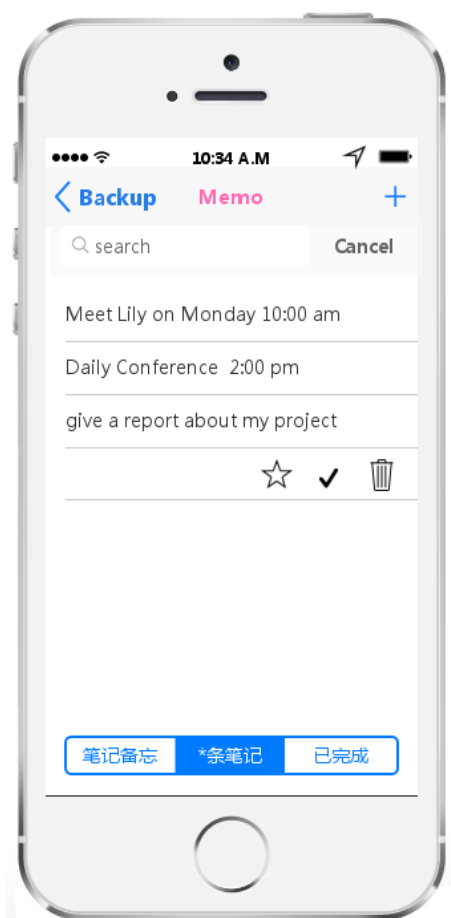 10:34 A.M
Backup Memo +
search Cancel
Meet Lily on Monday 10:00 am
Daily Conference 2:00 pm
give a report about my project
笔记备忘 *条笔记 已完成